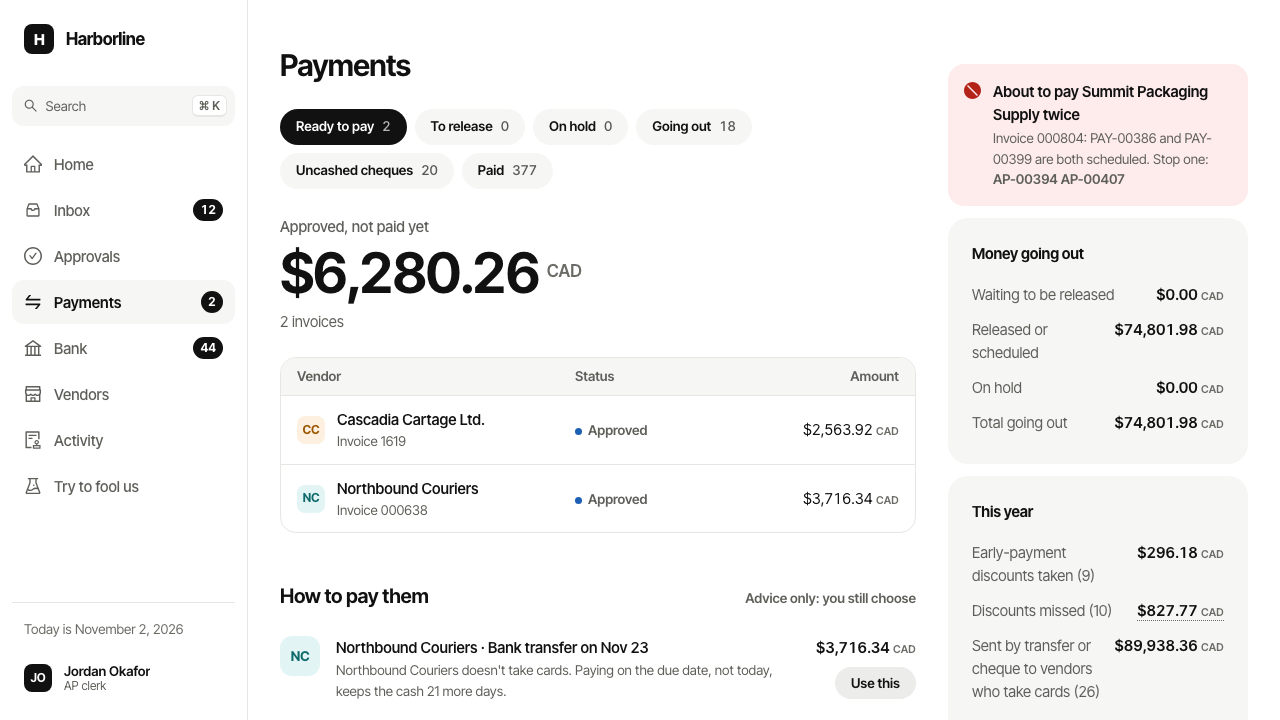 H Harborline
Search ⌘ K
Home
Inbox 12
Approvals
Payments 2
Bank 44
Vendors
Activity
Try to fool us
Today is November 2, 2026
JO Jordan Okafor
AP clerk
Payments
Ready to pay 2 To release 0 On hold 0 Going out 18
Uncashed cheques 20 Paid 377
Approved, not paid yet
$6,280.26 CAD
2 invoices
Vendor Status Amount
CC Cascadia Cartage Ltd. Approved $2,563.92 CAD
Invoice 1619
NC Northbound Couriers Approved $3,716.34 CAD
Invoice 000638
How to pay them Advice only: you still choose
NC Northbound Couriers · Bank transfer on Nov 23 $3,716.34 CAD
Northbound Couriers doesn't take cards. Paying on the due date, not today,
keeps the cash 21 more days.
Use this
About to pay Summit Packaging
Supply twice
Invoice 000804: PAY-00386 and PAY-
00399 are both scheduled. Stop one:
AP-00394 AP-00407
Money going out
Waiting to be released $0.00 CAD
Released or $74,801.98 CAD
scheduled
On hold $0.00 CAD
Total going out $74,801.98 CAD
This year
Early-payment $296.18 CAD
discounts taken (9)
Discounts missed (10) $827.77 CAD
Sent by transfer or $89,938.36 CAD
cheque to vendors
who take cards (26)